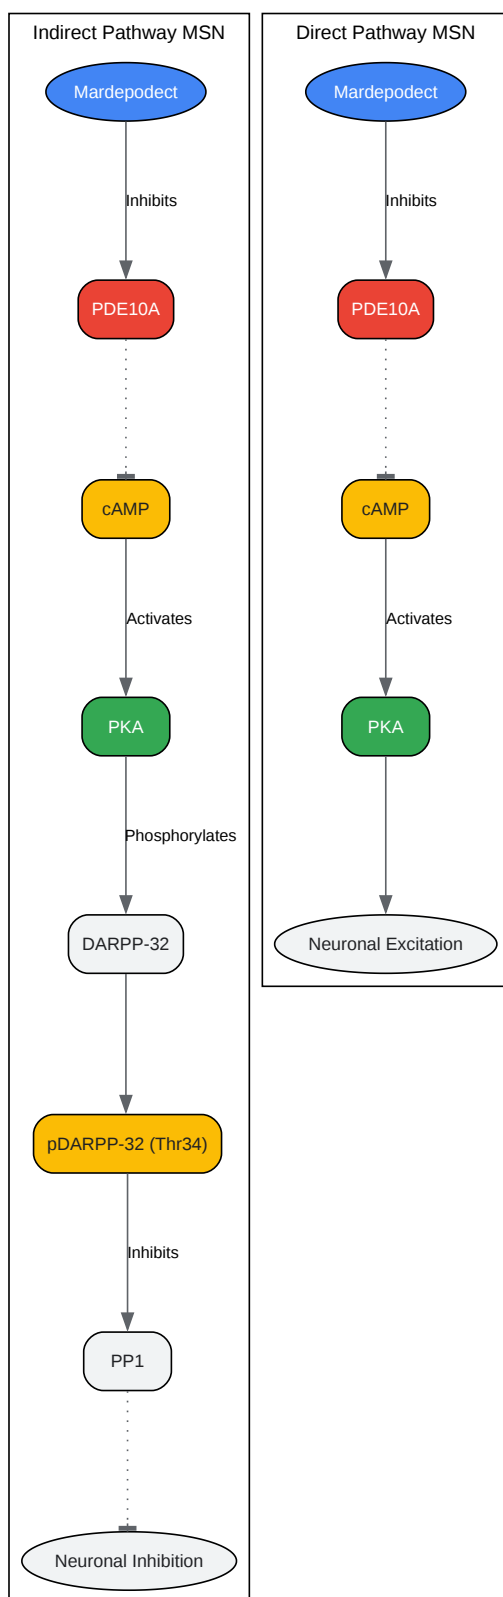 Indirect Pathway MSN
Mardepodect
Inhibits
PDE10A
cAMP
Activates
PKA
Phosphorylates
DARPP-32
pDARPP-32 (Thr34)
Inhibits
PP1
Neuronal Inhibition
Direct Pathway MSN
Mardepodect
Inhibits
PDE10A
cAMP
Activates
PKA
Neuronal Excitation